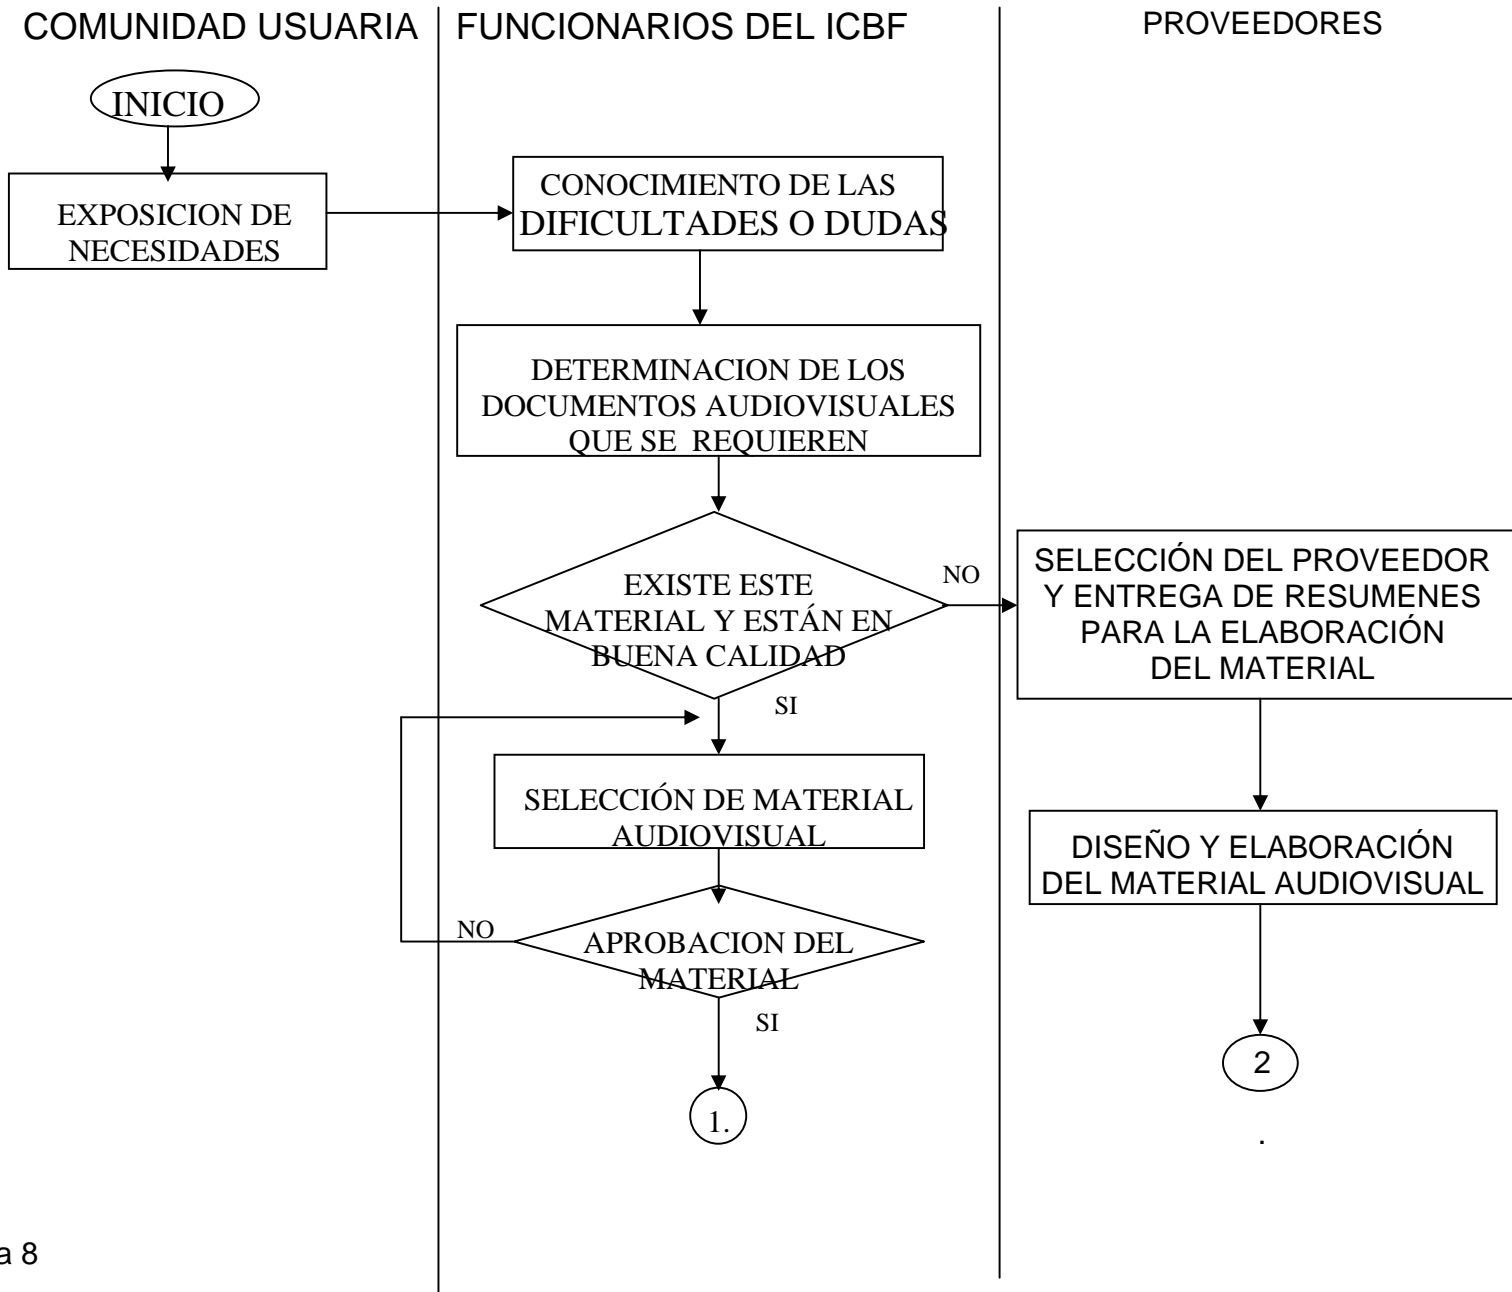 COMUNIDAD USUARIA
FUNCIONARIOS DEL ICBF
PROVEEDORES
INICIO
EXPOSICION DE
NECESIDADES
CONOCIMIENTO DE LAS
DIFICULTADES O DUDAS
DETERMINACION DE LOS
DOCUMENTOS AUDIOVISUALES
QUE SE REQUIEREN
EXISTE ESTE
MATERIAL Y ESTÁN EN
BUENA CALIDAD
NO
SI
SELECCIÓN DEL PROVEEDOR
Y ENTREGA DE RESUMENES
PARA LA ELABORACIÓN
DEL MATERIAL
SELECCIÓN DE MATERIAL
AUDIOVISUAL
DISEÑO Y ELABORACIÓN
DEL MATERIAL AUDIOVISUAL
NO
APROBACION DEL
MATERIAL
SI
1.
2
.
a 8